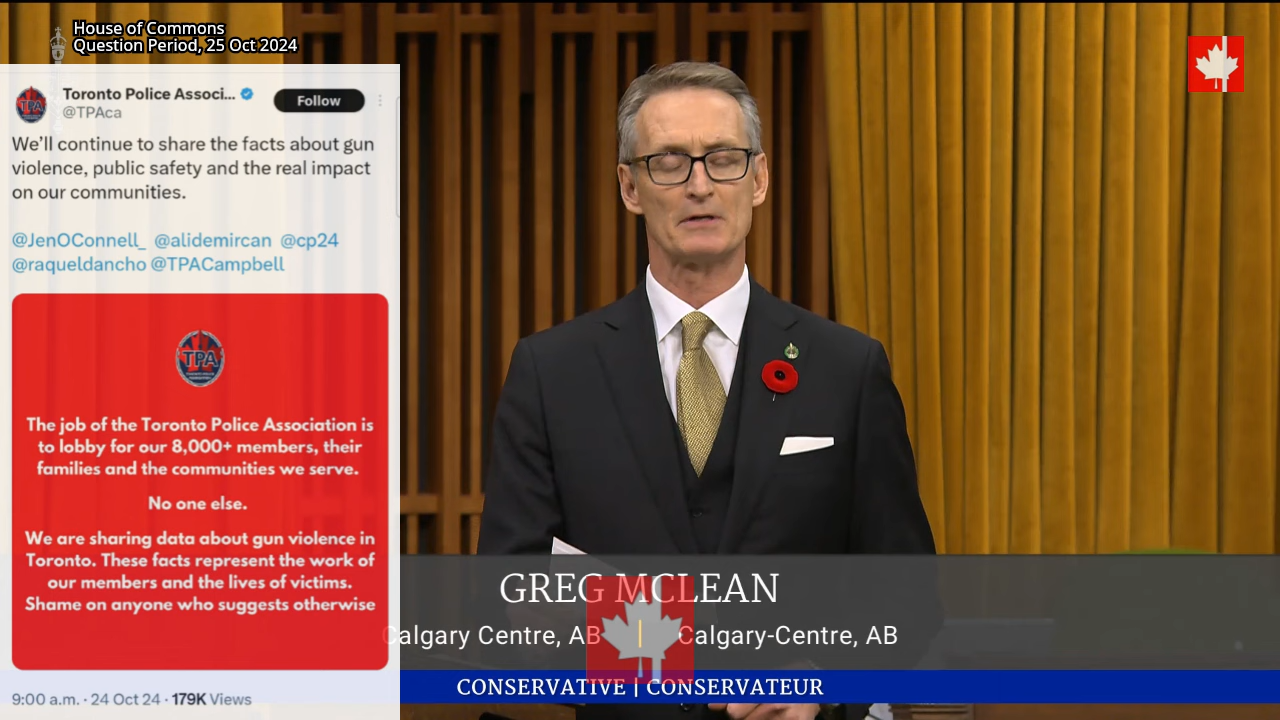 House of Commons
Question Period, 25 Oct 2024
Toronto Police Associ...
@TPAca
Follow
We'll continue to share the facts about gun
violence, public safety and the real impact
on our communities.
@JenOConnell_ @alidemircan @cp24
@raqueldancho @TPACampbell
TPA
The job of the Toronto Police Association is
to lobby for our 8,000+ members, their
families and the communities we serve.
No one else.
We are sharing data about gun violence in
Toronto. These facts represent the work of
our members and the lives of victims.
Shame on anyone who suggests otherwise
9:00 a.m. · 24 Oct 24 · 179K Views
GREG MCLEAN
Calgary Centre, AB | Calgary-Centre, AB
CONSERVATIVE | CONSERVATEUR